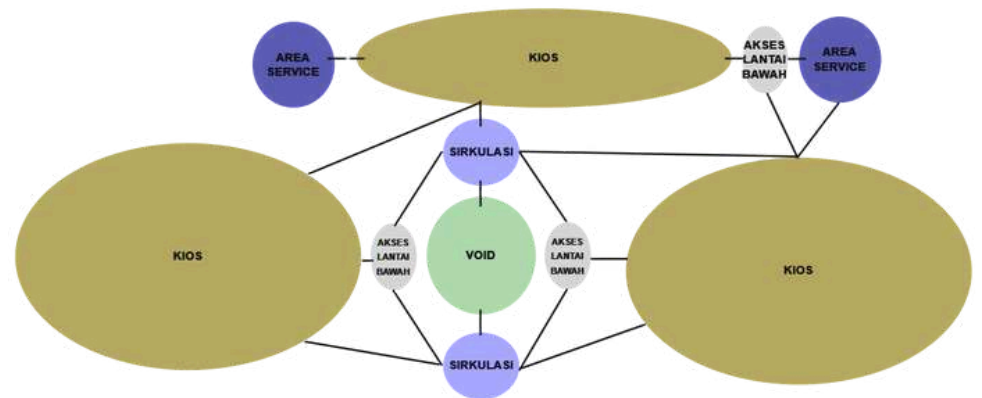 AREA
SERVICE
KIOS
AKSES
LANTAI
BAWAH
AREA
SERVICE
SIRKULASI
KIOS
AKSES
LANTAI
BAWAH
VOID
AKSES
LANTAI
BAWAH
KIOS
SIRKULASI